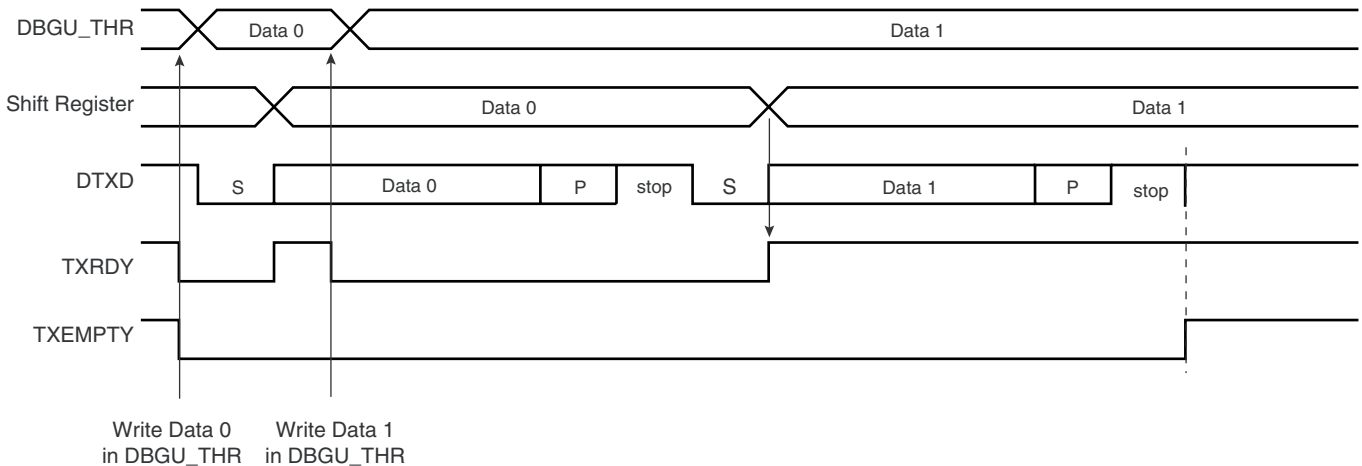 DBGU_THR Data 0 Data 1
Shift Register Data 0 Data 1
DTXD S Data 0 P stop S Data 1 P stop
TXRDY
TXEMPTY
Write Data 0
in DBGU_THR
Write Data 1
in DBGU_THR